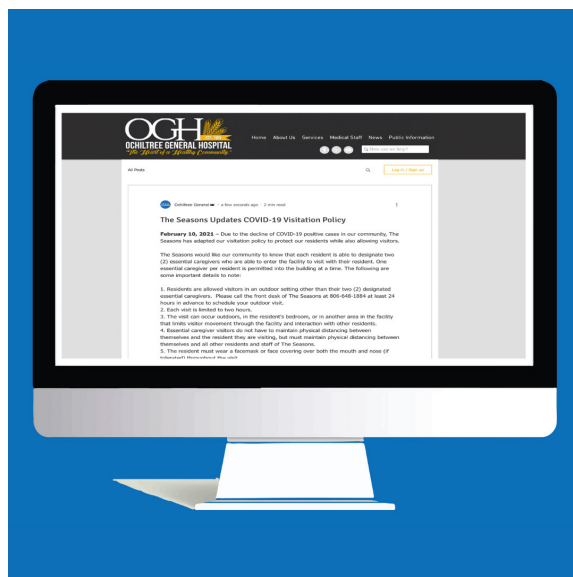 OGH
OCHILTREE GENERAL HOSPITAL
"The Heart of a Healthy Community"
Home About Us Services Medical Staff News Public Information
Log in / Sign up
All Posts
Ochiltree General · a few seconds ago · 2 min read
The Seasons Updates COVID-19 Visitation Policy
February 10, 2021 – Due to the decline of COVID-19 positive cases in our community, The
Seasons has adapted our visitation policy to protect our residents while also allowing visitors.
The Seasons would like our community to know that each resident is able to designate two
(2) essential caregivers who are able to enter the facility to visit with their resident. One
essential caregiver per resident is permitted into the building at a time. The following are
some important details to note:
1. Residents are allowed visitors in an outdoor setting other than their two (2) designated
essential caregivers. Please call the front desk of The Seasons at 806-648-1884 at least 24
hours in advance to schedule your outdoor visit.
2. Each visit is limited to two hours.
3. The visit can occur outdoors, in the resident's bedroom, or in another area in the facility
that limits visitor movement through the facility and interaction with other residents.
4. Essential caregiver visitors do not have to maintain physical distancing between
themselves and the resident they are visiting, but must maintain physical distancing between
themselves and all other residents and staff of The Seasons.
5. The resident must wear a facemask or face covering over both the mouth and nose (if
tolerated) throughout the visit.